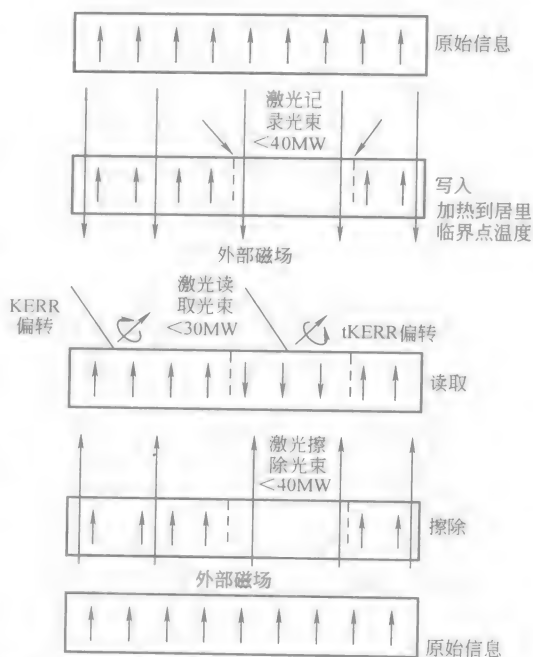 原始信息
激光记
录光束
<40MW
写入
加热到居里
临界点温度
外部磁场
KERR
偏转
激光读
取光束
<30MW
tKERR偏转
读取
激光擦
除光束
<40MW
擦除
外部磁场
原始信息